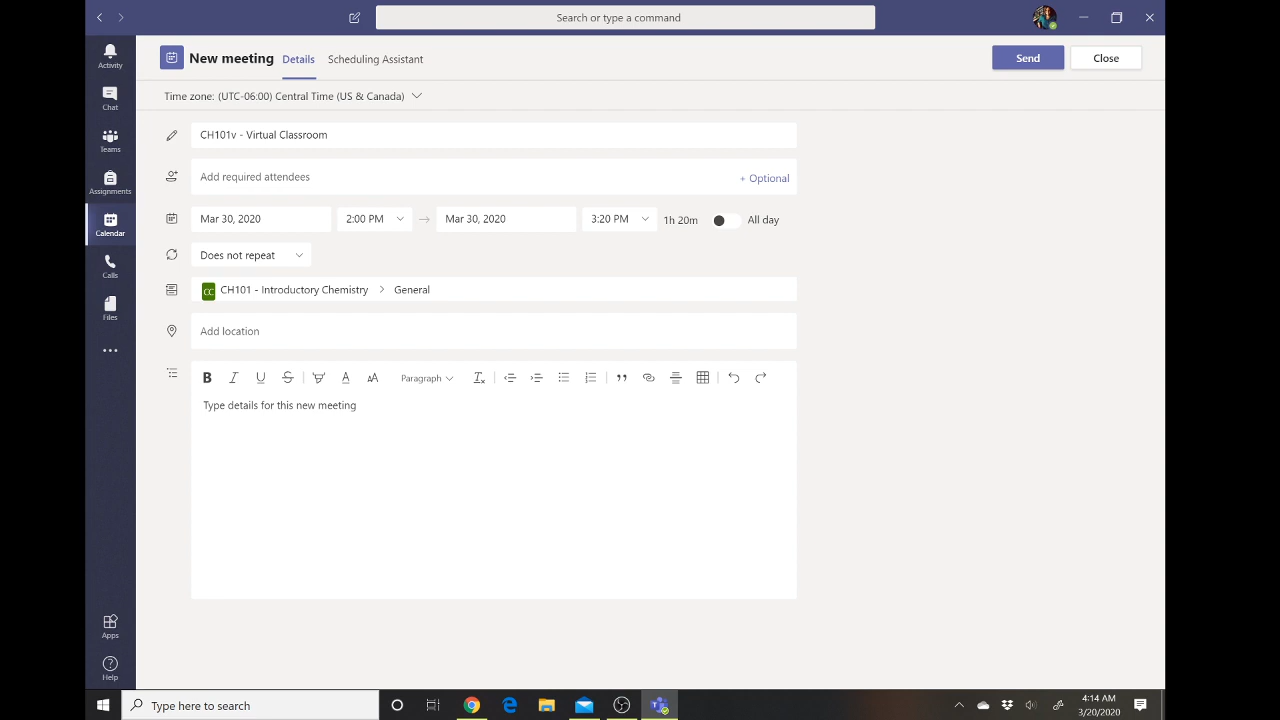 Search or type a command
Activity
Chat
Teams
Assignments
Calendar
Calls
Files
Apps
Help
New meeting Details Scheduling Assistant Send Close
Time zone: (UTC-06:00) Central Time (US & Canada)
CH101v - Virtual Classroom
Add required attendees + Optional
Mar 30, 2020 2:00 PM → Mar 30, 2020 3:20 PM 1h 20m All day
Does not repeat
CC CH101 - Introductory Chemistry > General
Add location
B I U S A AA Paragraph
Type details for this new meeting
Type here to search
4:14 AM
3/20/2020